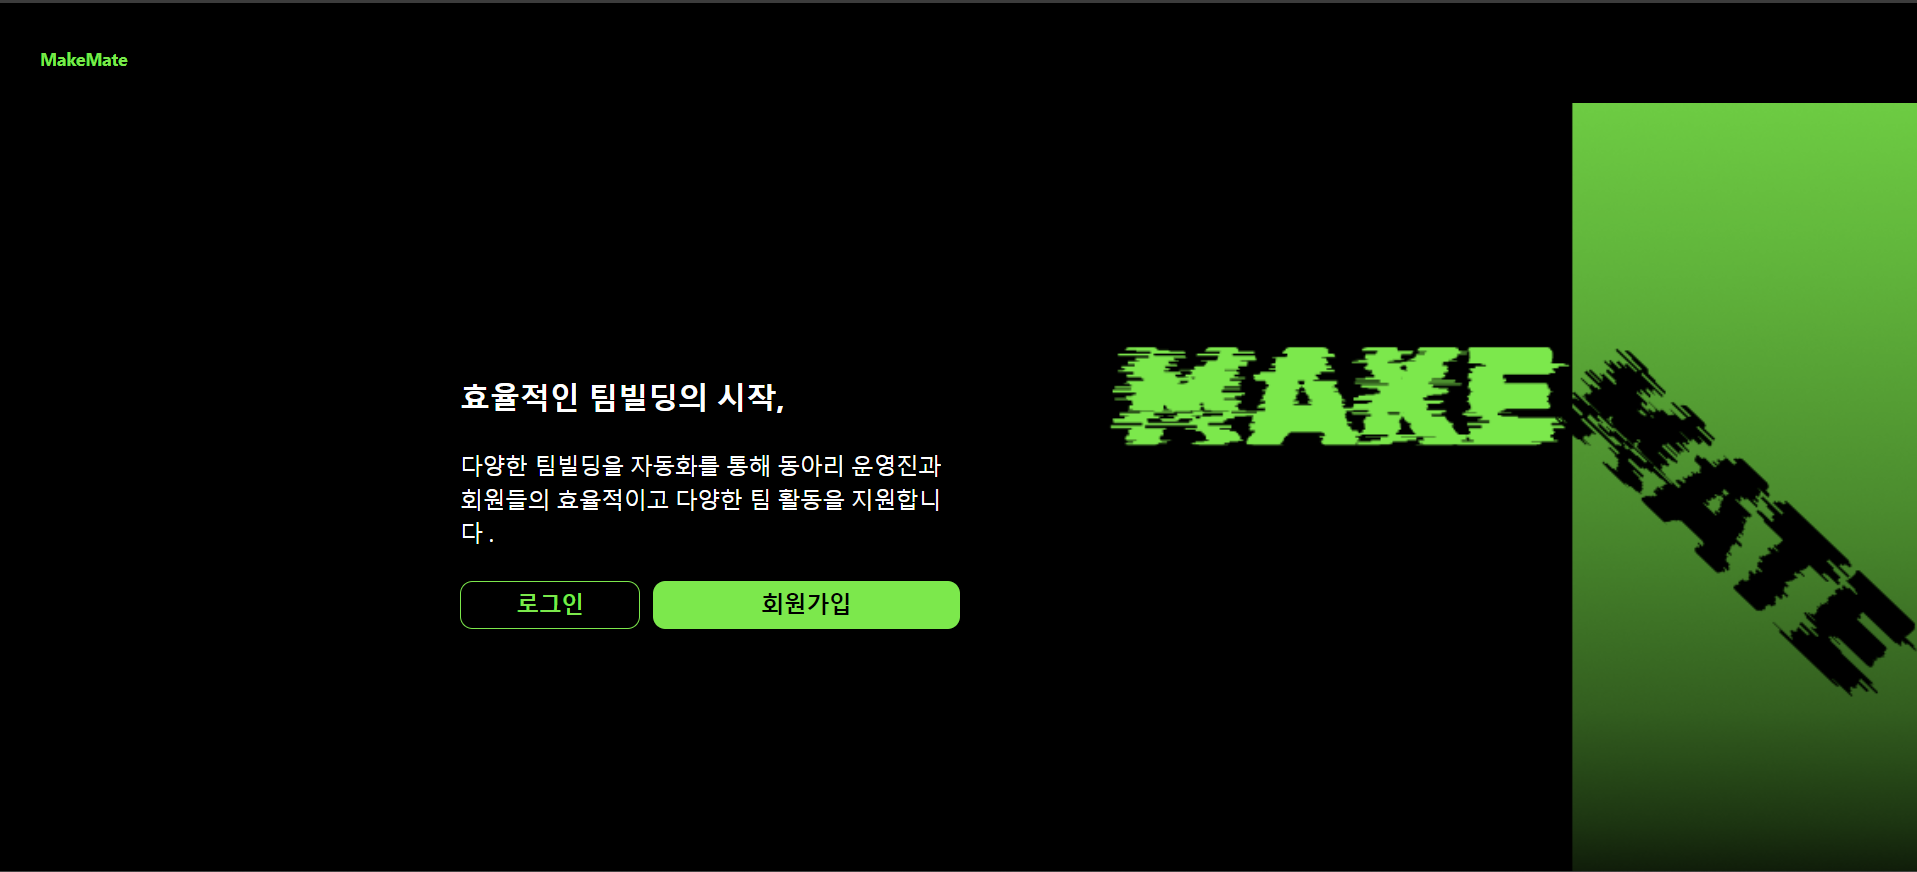 MakeMate
효율적인 팀빌딩의 시작,
다양한 팀빌딩을 자동화를 통해 동아리 운영진과
회원들의 효율적이고 다양한 팀 활동을 지원합니
다 .
로그인
회원가입
MAKE
MATE